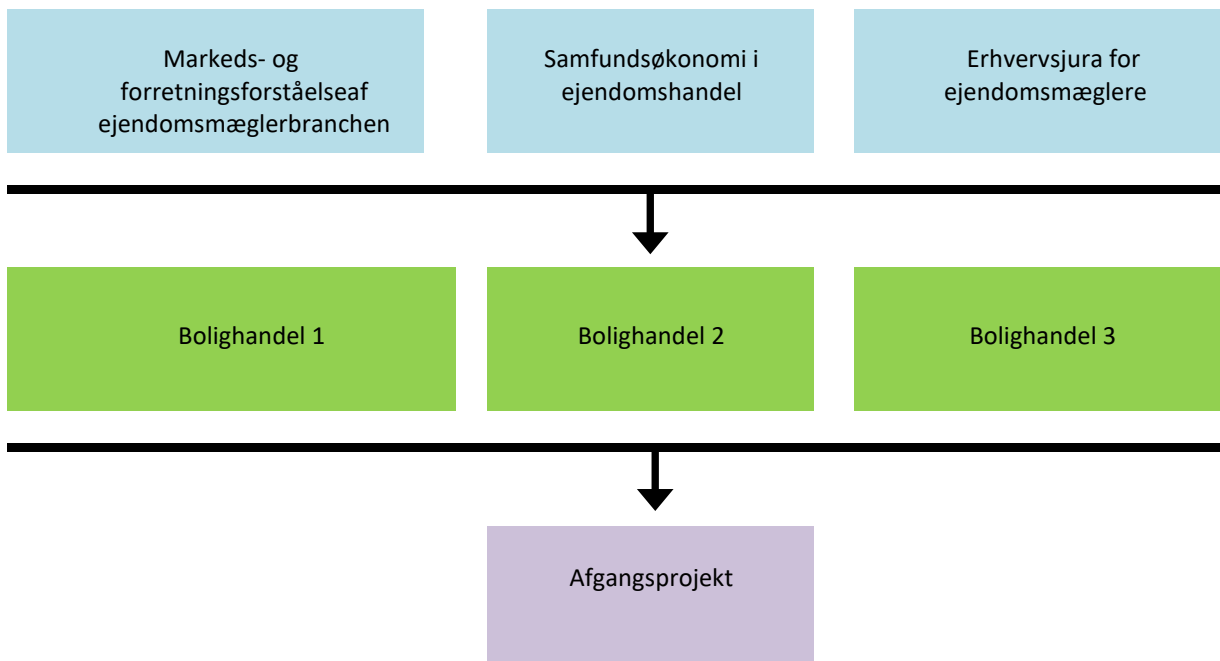 Markeds- og
forretningsforståelseaf
ejendomsmæglerbranchen
Samfundsøkonomi i
ejendomshandel
Erhvervsjura for
ejendomsmæglere
Bolighandel 1
Bolighandel 2
Bolighandel 3
Afgangsprojekt